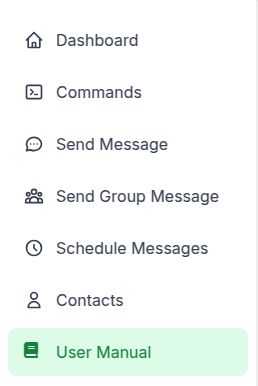 Dashboard
Commands
Send Message
Send Group Message
Schedule Messages
Contacts
User Manual